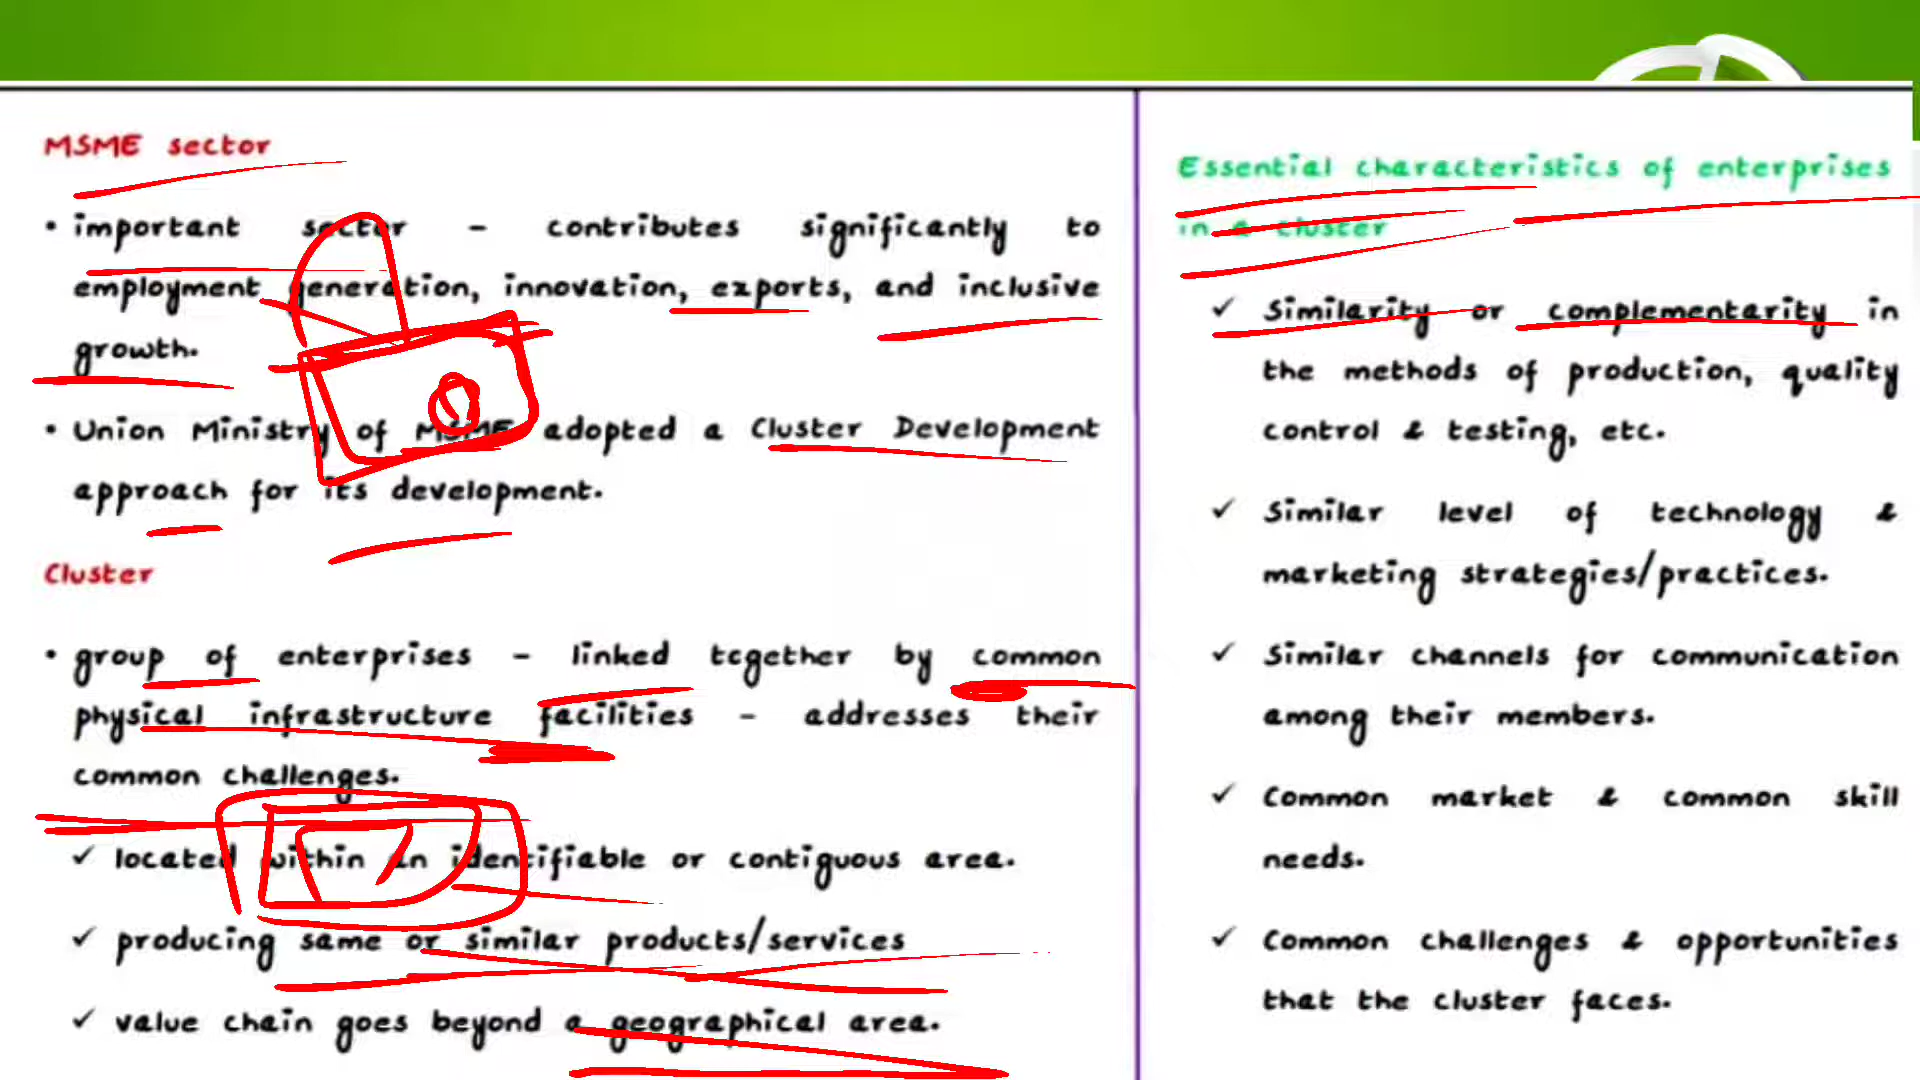 MSME sector
• important sector - contributes significantly to
employment generation, innovation, exports, and inclusive
growth.
• Union Ministry of MSME adopted a Cluster Development
approach for its development.
Cluster
• group of enterprises - linked together by common
physical infrastructure facilities - addresses their
common challenges.
✓ located within an identifiable or contiguous area.
✓ producing same or similar products/services
✓ value chain goes beyond a geographical area.
Essential characteristics of enterprises
in a cluster
✓ Similarity or complementarity in
the methods of production, quality
control & testing, etc.
✓ Similar level of technology &
marketing strategies/practices.
✓ Similar channels for communication
among their members.
✓ Common market & common skill
needs.
✓ Common challenges & opportunities
that the cluster faces.